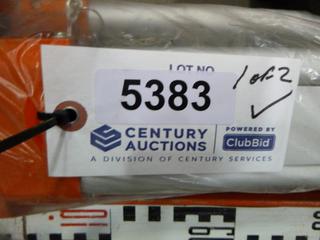 LOT NO.
1 of 2
5383
CENTURY AUCTIONS
POWERED BY
ClubBid
A DIVISION OF CENTURY SERVICES